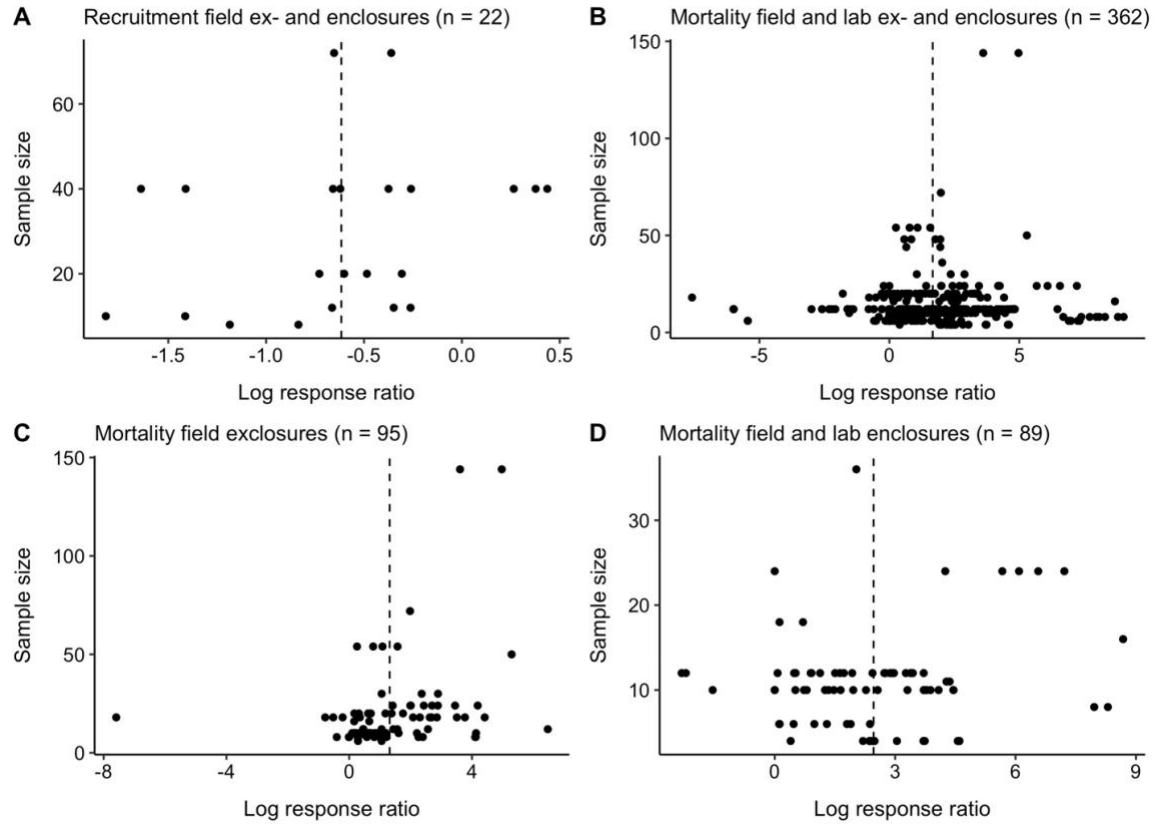 A Recruitment field ex- and enclosures (n = 22)
Sample size
60
40
20
-1.5 -1.0 -0.5 0.0 0.5
Log response ratio
B Mortality field and lab ex- and enclosures (n = 362)
Sample size
150
100
50
0
-5 0 5
Log response ratio
C Mortality field exclosures (n = 95)
Sample size
150
100
50
0
-8 -4 0 4
Log response ratio
D Mortality field and lab enclosures (n = 89)
Sample size
30
20
10
0 3 6 9
Log response ratio